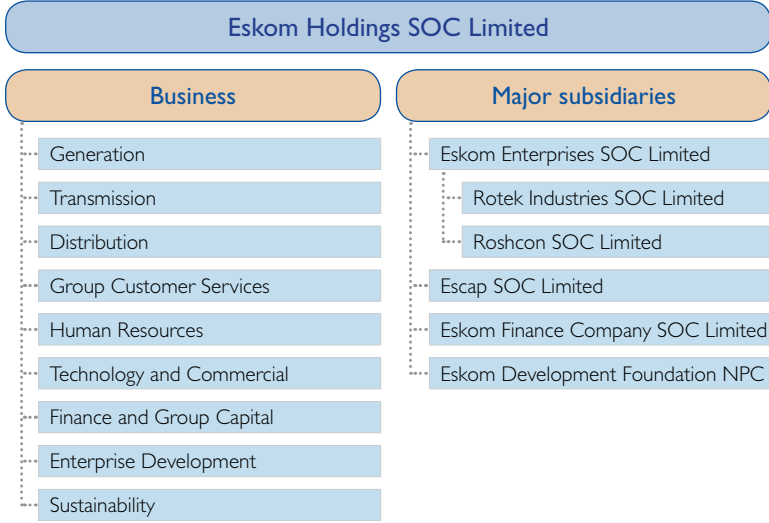 Eskom Holdings SOC Limited
Business
Generation
Transmission
Distribution
Group Customer Services
Human Resources
Technology and Commercial
Finance and Group Capital
Enterprise Development
Sustainability
Major subsidiaries
Eskom Enterprises SOC Limited
Rotek Industries SOC Limited
Roshcon SOC Limited
Escap SOC Limited
Eskom Finance Company SOC Limited
Eskom Development Foundation NPC